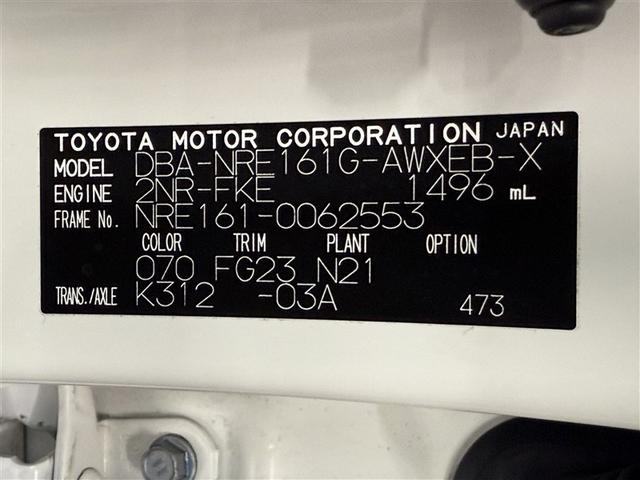 TOYOTA MOTOR CORPORATION JAPAN
MODEL DBA-NRE161G-AWXEB-X
ENGINE 2NR-FKE 1496 mL
FRAME No. NRE161-0062553
COLOR TRIM PLANT OPTION
070 FG23 N21
TRANS./AXLE K312 -03A 473